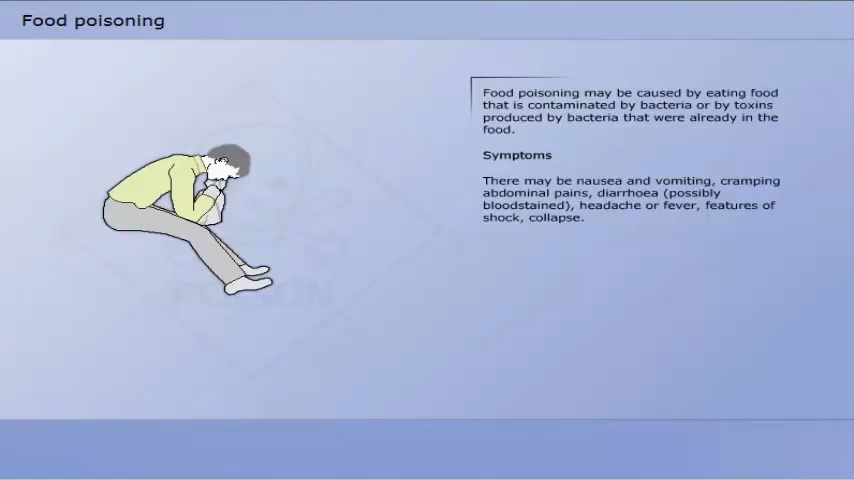 Food poisoning
Food poisoning may be caused by eating food
that is contaminated by bacteria or by toxins
produced by bacteria that were already in the
food.
Symptoms
There may be nausea and vomiting, cramping
abdominal pains, diarrhoea (possibly
bloodstained), headache or fever, features of
shock, collapse.
POISON